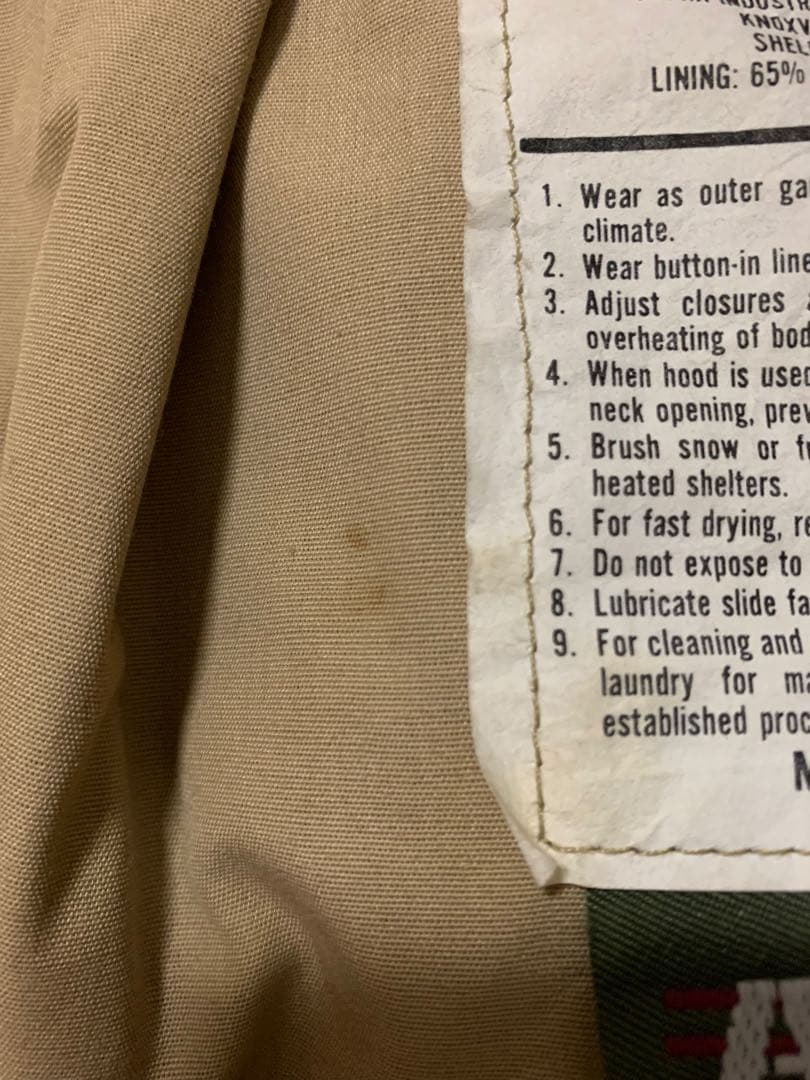 KNOXV
SHEL
LINING: 65%
1. Wear as outer ga
climate.
2. Wear button-in line
3. Adjust closures
overheating of bod
4. When hood is used
neck opening, prev
5. Brush snow or fr
heated shelters.
6. For fast drying, re
7. Do not expose to
8. Lubricate slide fa
9. For cleaning and
laundry for ma
established proc
M
A